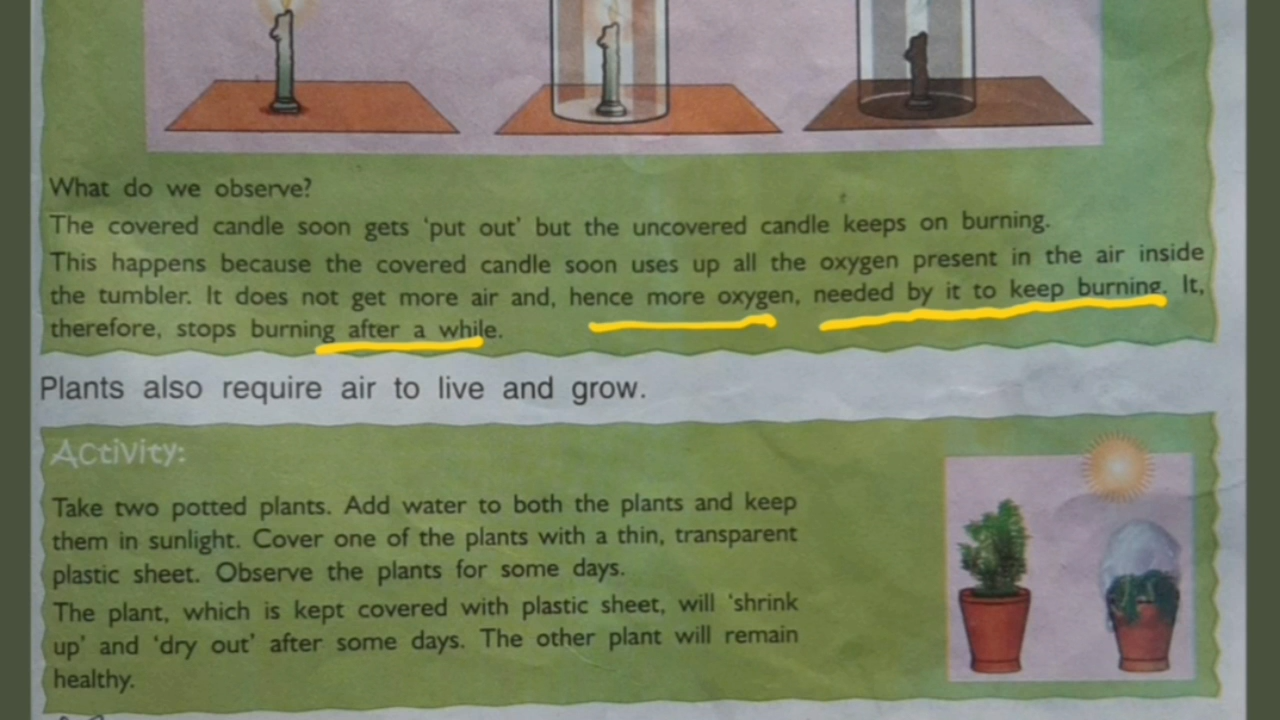 What do we observe?
The covered candle soon gets 'put out' but the uncovered candle keeps on burning.
This happens because the covered candle soon uses up all the oxygen present in the air inside
the tumbler. It does not get more air and, hence more oxygen, needed by it to keep burning. It,
therefore, stops burning after a while.
Plants also require air to live and grow.
Activity:
Take two potted plants. Add water to both the plants and keep
them in sunlight. Cover one of the plants with a thin, transparent
plastic sheet. Observe the plants for some days.
The plant, which is kept covered with plastic sheet, will 'shrink
up' and 'dry out' after some days. The other plant will remain
healthy.